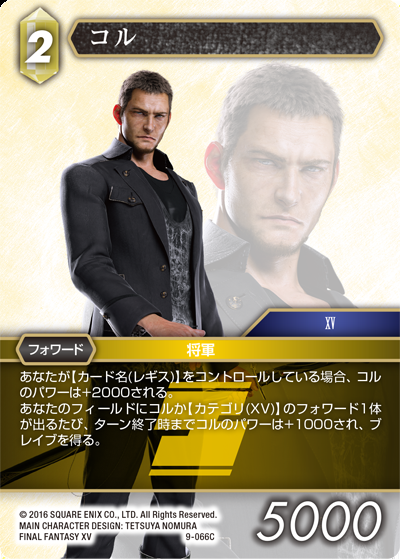 2
コル
XV
フォワード
将軍
あなたが【カード名(レギス)】をコントロールしている場合、コル
のパワーは+2000される。
あなたのフィールドにコルか【カテゴリ(XV)】のフォワード1体
が出るたび、ターン終了時までコルのパワーは+1000され、ブ
レイブを得る。
© 2016 SQUARE ENIX CO., LTD. All Rights Reserved.
MAIN CHARACTER DESIGN: TETSUYA NOMURA
FINAL FANTASY XV
9-066C
5000